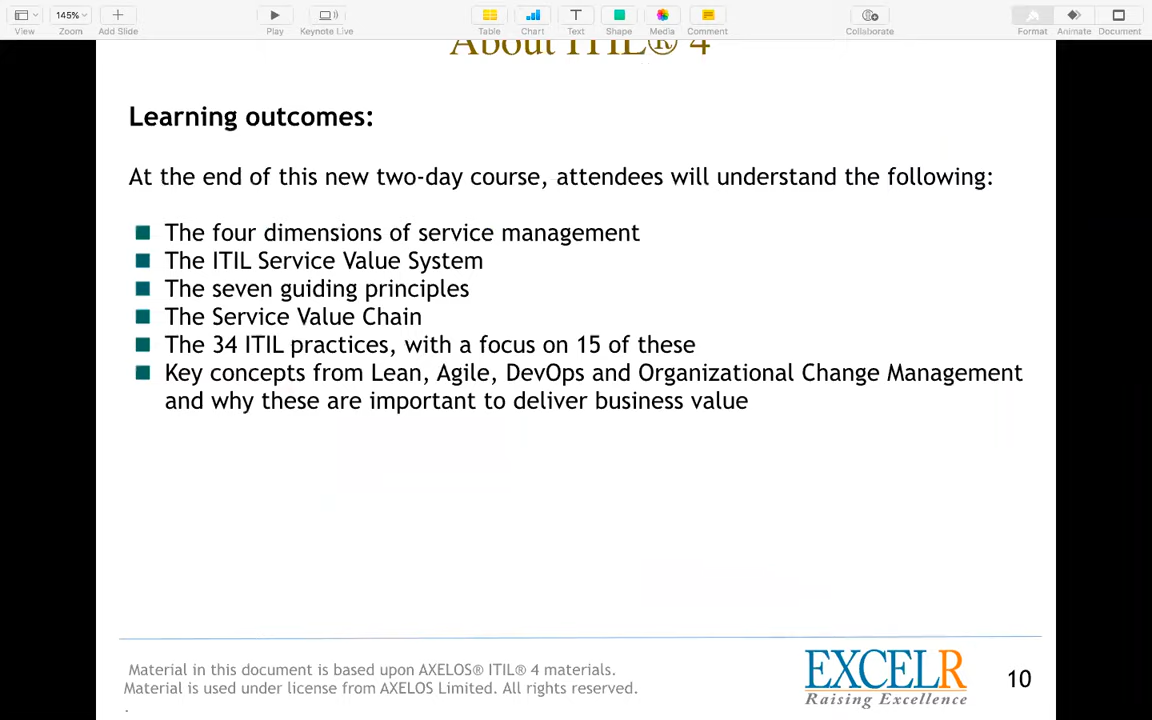 145%
View
Zoom
Add Slide
Play
Keynote Live
Table
Chart
Text
Shape
Media
Comment
Collaborate
Format
Animate
Document
About ITIL® 4
Learning outcomes:
At the end of this new two-day course, attendees will understand the following:
The four dimensions of service management
The ITIL Service Value System
The seven guiding principles
The Service Value Chain
The 34 ITIL practices, with a focus on 15 of these
Key concepts from Lean, Agile, DevOps and Organizational Change Management
and why these are important to deliver business value
Material in this document is based upon AXELOS® ITIL® 4 materials.
Material is used under license from AXELOS Limited. All rights reserved.
.
EXCELR
Raising Excellence
10